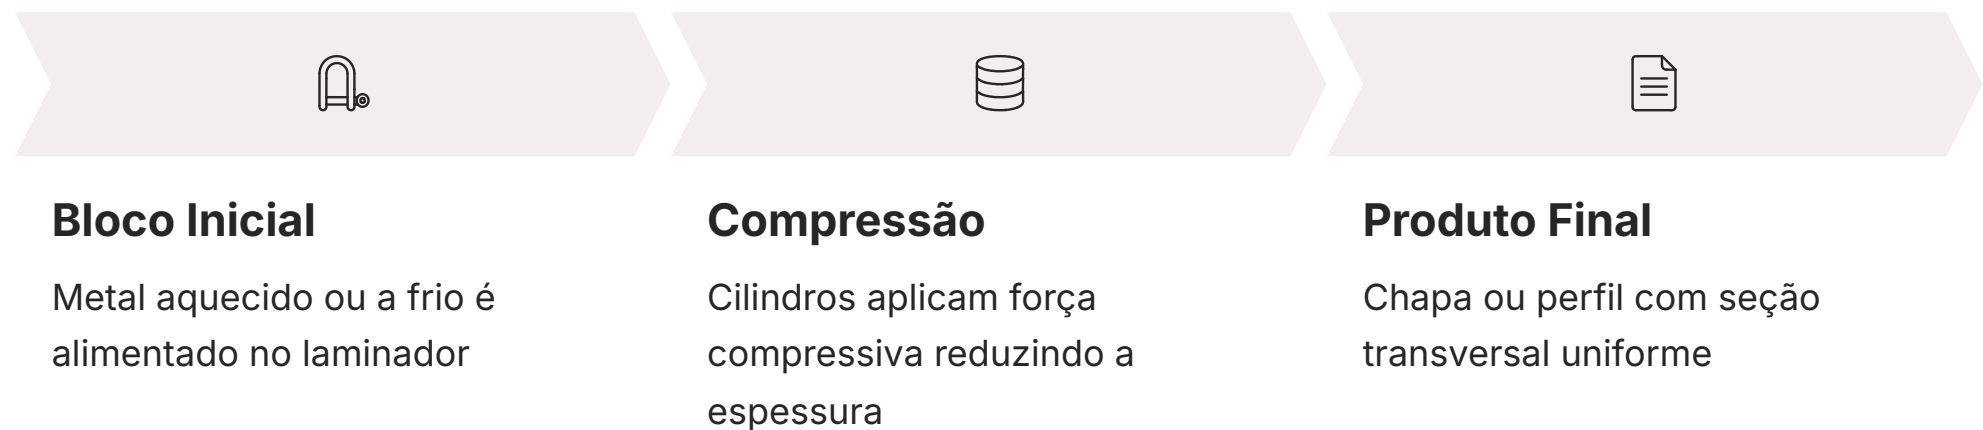 Bloco Inicial
Metal aquecido ou a frio é
alimentado no laminador
Compressão
Cilindros aplicam força
compressiva reduzindo a
espessura
Produto Final
Chapa ou perfil com seção
transversal uniforme